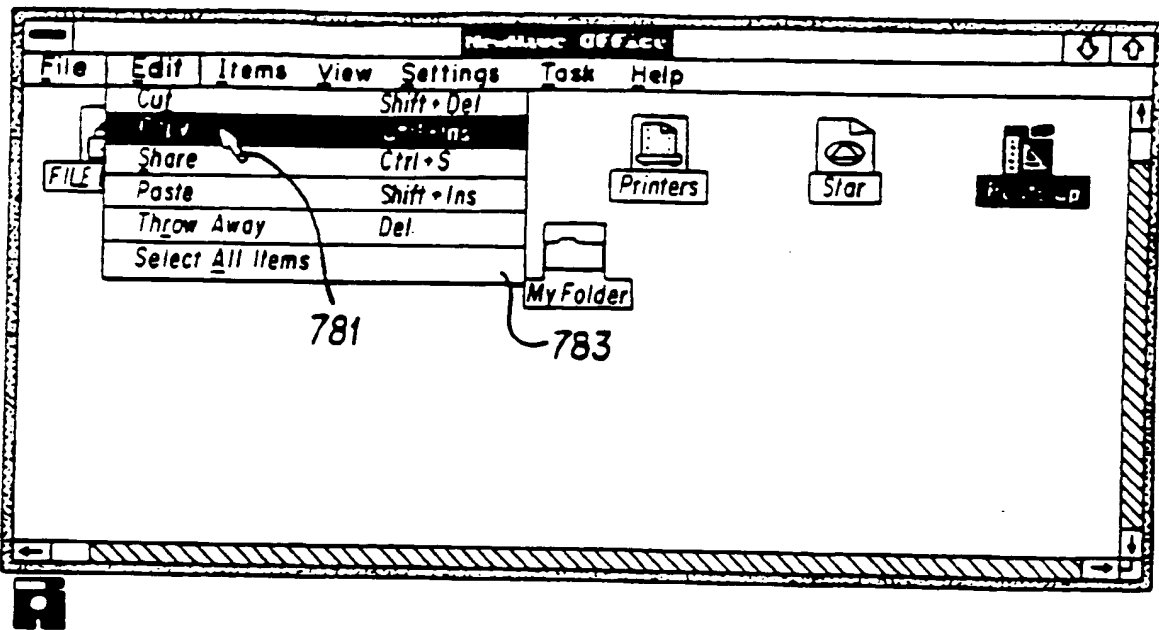 Office
File Edit Items View Settings Task Help
Cut Shift+Del
Copy
Share Ctrl+S
Paste Shift+Ins
Throw Away Del
Select All Items
FILE
Printers
Star
My Folder
781
783